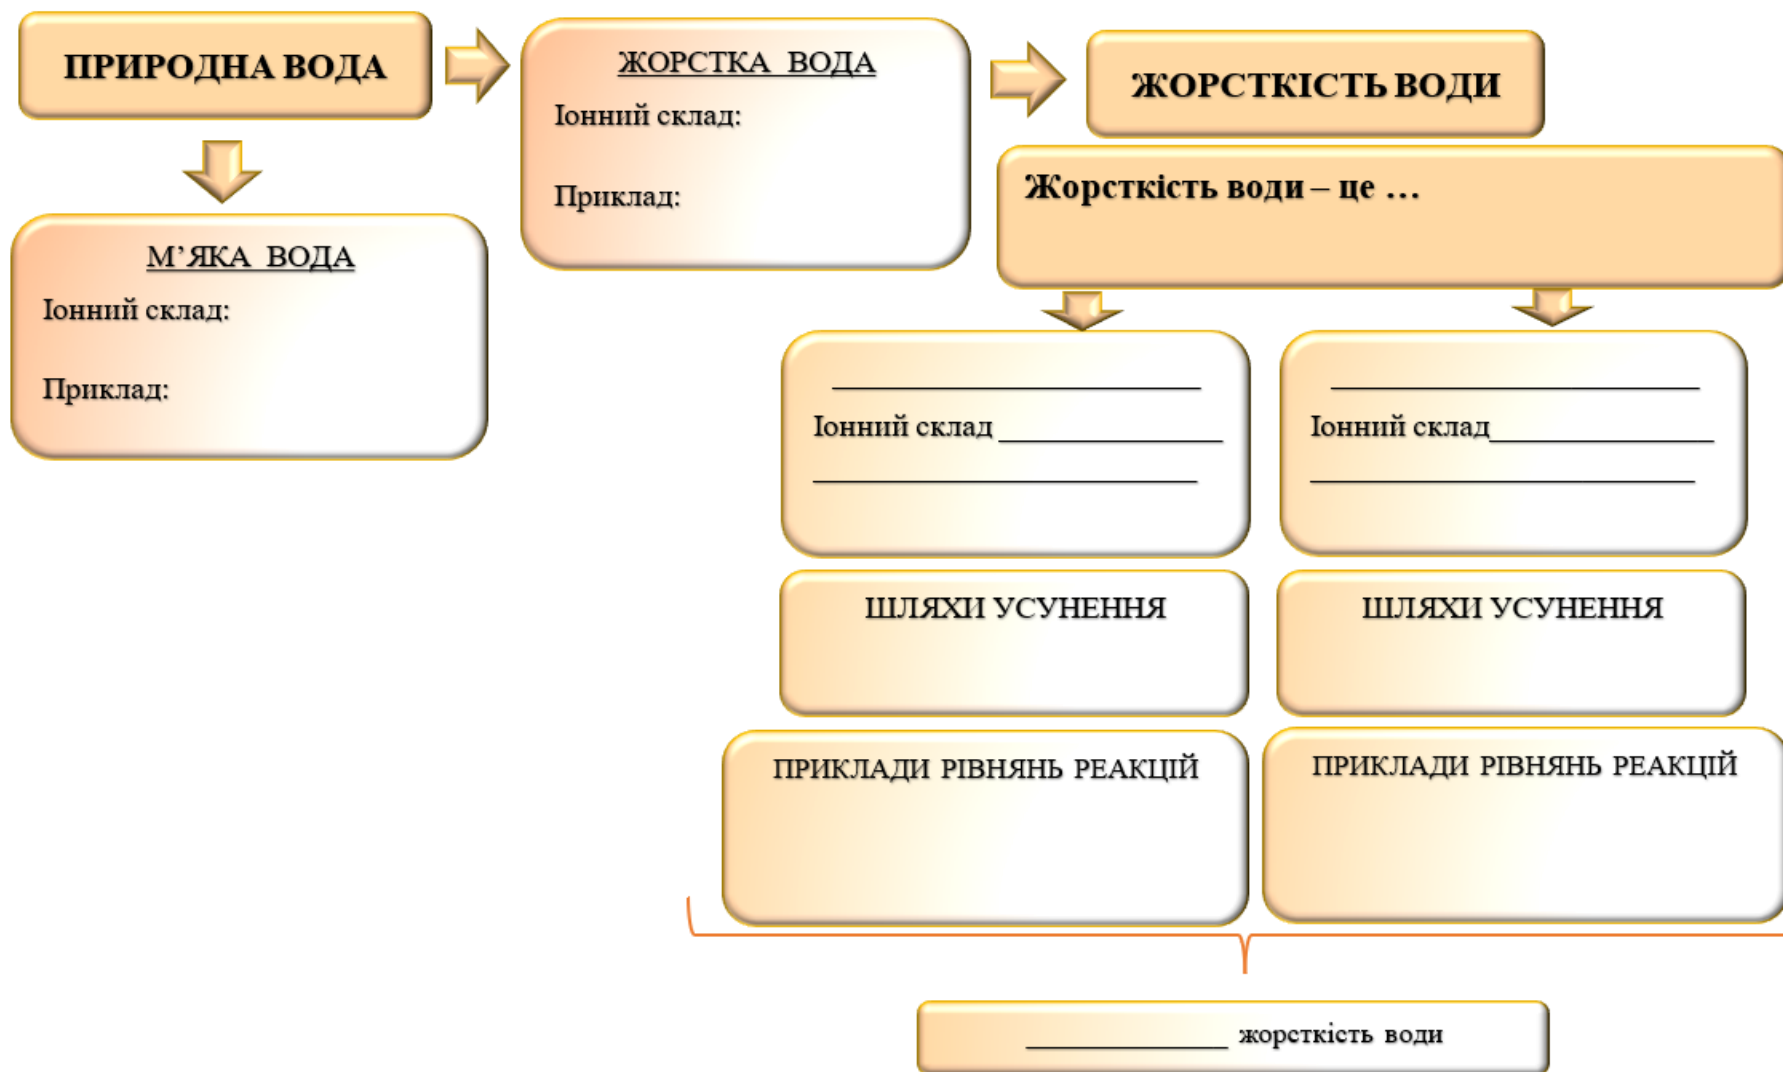 ПРИРОДНА ВОДА
ЖОРСТКА ВОДА
Іонний склад:
Приклад:
ЖОРСТКІСТЬ ВОДИ
Жорсткість води – це …
М’ЯКА ВОДА
Іонний склад:
Приклад:
Іонний склад
Іонний склад
ШЛЯХИ УСУНЕННЯ
ШЛЯХИ УСУНЕННЯ
ПРИКЛАДИ РІВНЯНЬ РЕАКЦІЙ
ПРИКЛАДИ РІВНЯНЬ РЕАКЦІЙ
жорсткість води